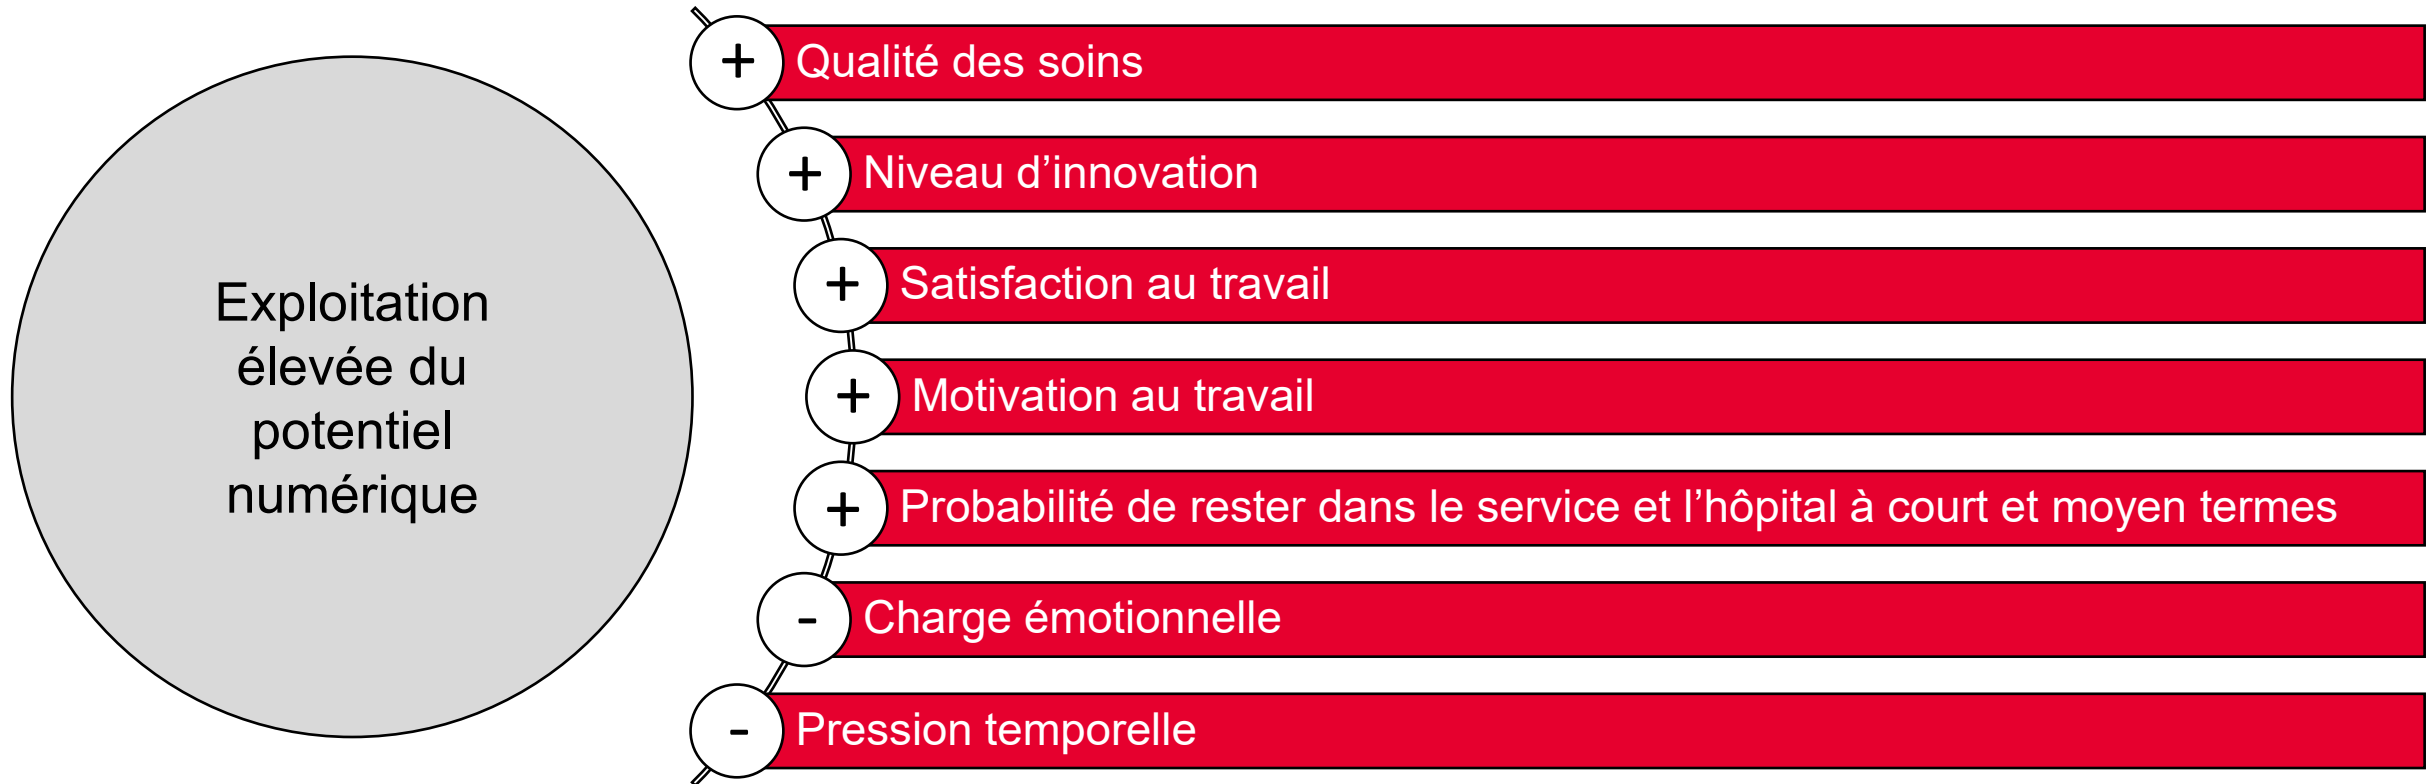 Exploitation
élevée du
potentiel
numérique
+ Qualité des soins
+ Niveau d’innovation
+ Satisfaction au travail
+ Motivation au travail
+ Probabilité de rester dans le service et l’hôpital à court et moyen termes
- Charge émotionnelle
- Pression temporelle